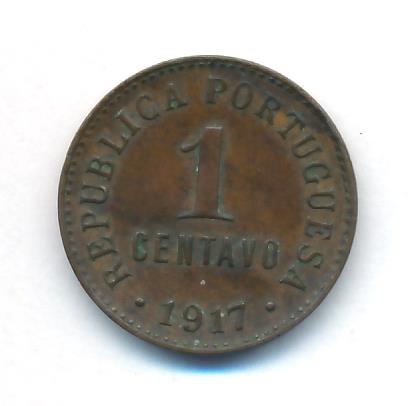 REPUBLICA PORTUGUESA
1
CENTAVO
• 1917 •